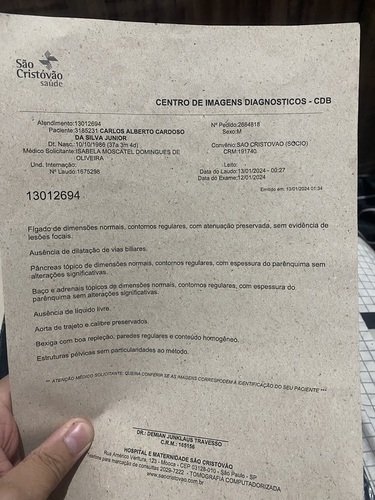 São
Cristóvão
saúde
CENTRO DE IMAGENS DIAGNOSTICOS - CDB
Atendimento:13012694
Nº Pedido:2684818
Paciente:3185231 CARLOS ALBERTO CARDOSO
DA SILVA JUNIOR
Sexo:M
Dt. Nasc.:10/10/1986 (37a 3m 4d)
Convênio:SAO CRISTOVAO (SOCIO)
Médico Solicitante:ISABELA MOSCATEL DOMINGUES DE
OLIVEIRA
CRM:191740
Und. Internação:
Leito:
Nº Laudo:1675298
Data do Laudo:13/01/2024 - 00:27
Data do Exame:12/01/2024
13012694
Emitido em: 13/01/2024 01:34
Fígado de dimensões normais, contornos regulares, com atenuação preservada, sem evidência de
lesões focais.
Ausência de dilatação de vias biliares.
Pâncreas tópico de dimensões normais, contornos regulares, com espessura do parênquima sem
alterações significativas.
Baço e adrenais tópicos de dimensões normais, contornos regulares, com espessura do
parênquima sem alterações significativas.
Ausência de líquido livre.
Aorta de trajeto e calibre preservados.
Bexiga com boa repleção, paredes regulares e conteúdo homogêneo.
Estruturas pélvicas sem particularidades ao método.
*** ATENÇÃO MÉDICO SOLICITANTE: QUEIRA CONFERIR SE AS IMAGENS CORRESPONDEM À IDENTIFICAÇÃO DO SEU PACIENTE ***
DR.: DEMIAN JUNKLAUS TRAVESSO
C.R.M.: 165156
HOSPITAL E MATERNIDADE SÃO CRISTÓVÃO
Rua Américo Ventura, 123 - Mooca - CEP 03128-010 - São Paulo - SP
Telefone para marcação de consultas 2029-7222 - TOMOGRAFIA COMPUTADORIZADA
www.saocristovao.com.br